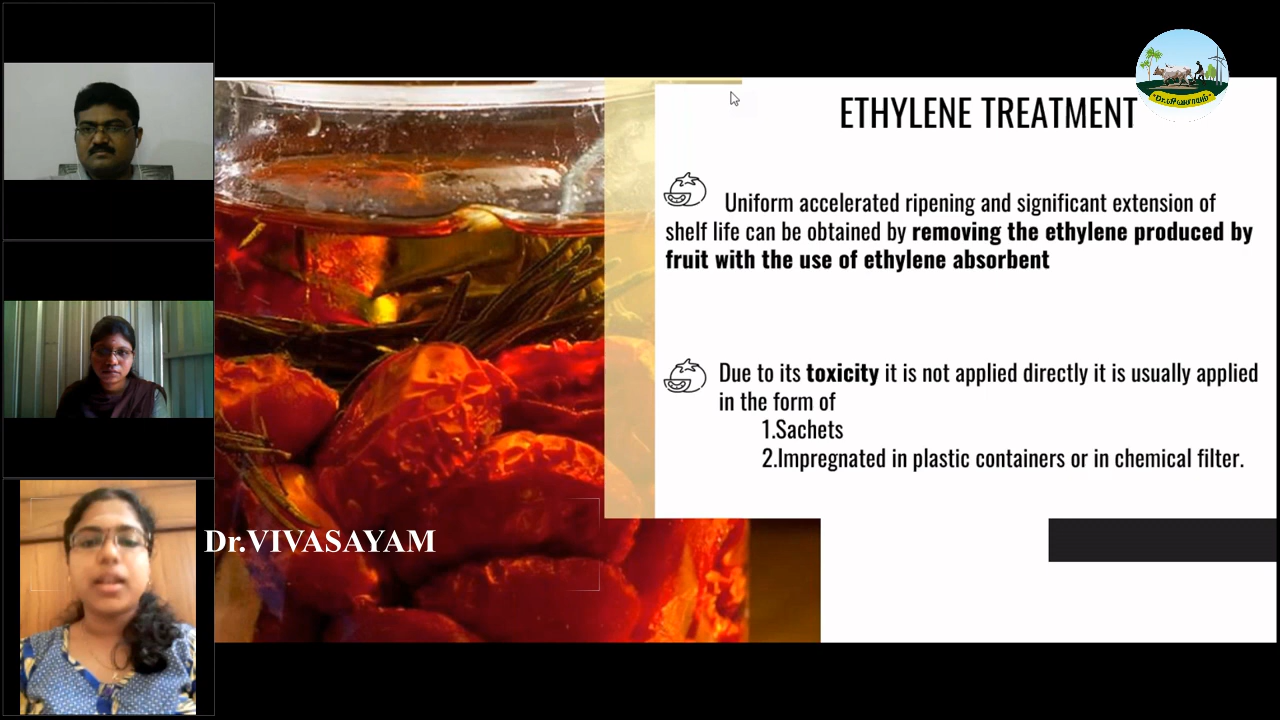 ETHYLENE TREATMENT
Dr.விவசாயம்
Uniform accelerated ripening and significant extension of
shelf life can be obtained by removing the ethylene produced by
fruit with the use of ethylene absorbent
Due to its toxicity it is not applied directly it is usually applied
in the form of
1.Sachets
2.Impregnated in plastic containers or in chemical filter.
Dr.VIVASAYAM